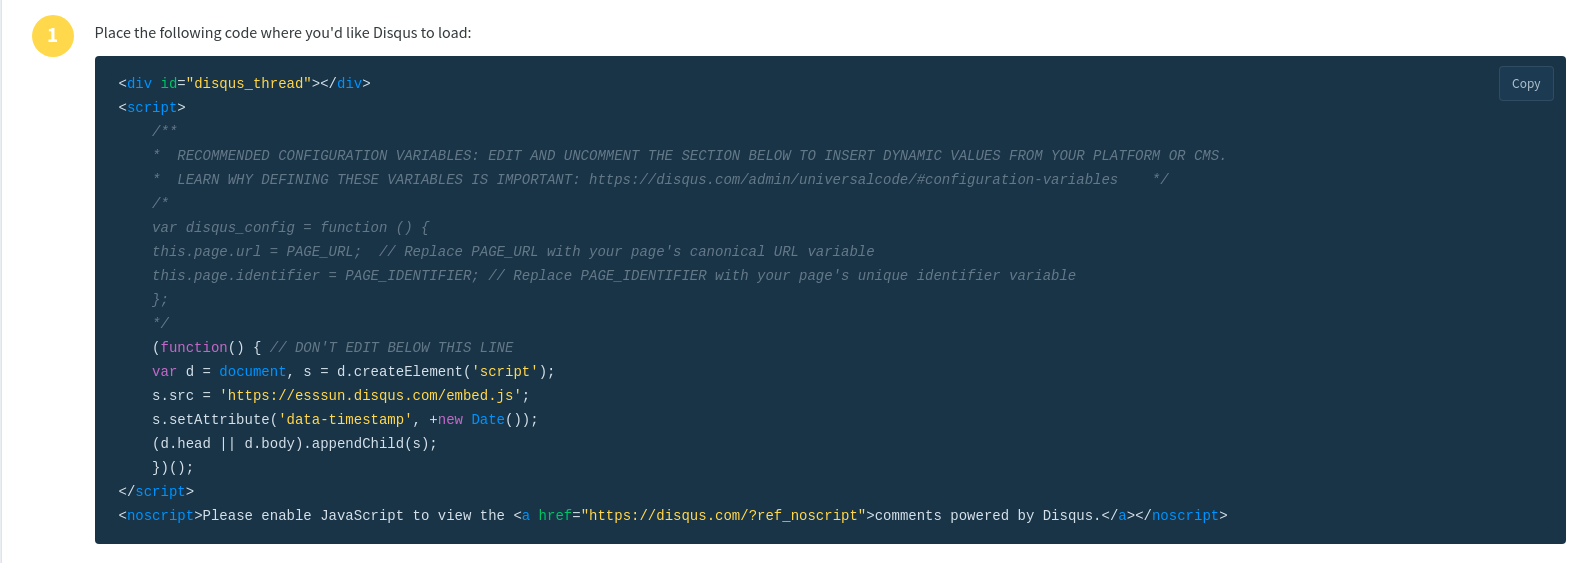 1
Place the following code where you'd like Disqus to load:
Copy
<div id="disqus_thread"></div>
<script>
    /**
    *  RECOMMENDED CONFIGURATION VARIABLES: EDIT AND UNCOMMENT THE SECTION BELOW TO INSERT DYNAMIC VALUES FROM YOUR PLATFORM OR CMS.
    *  LEARN WHY DEFINING THESE VARIABLES IS IMPORTANT: https://disqus.com/admin/universalcode/#configuration-variables    */
    /*
    var disqus_config = function () {
    this.page.url = PAGE_URL;  // Replace PAGE_URL with your page's canonical URL variable
    this.page.identifier = PAGE_IDENTIFIER; // Replace PAGE_IDENTIFIER with your page's unique identifier variable
    };
    */
    (function() { // DON'T EDIT BELOW THIS LINE
    var d = document, s = d.createElement('script');
    s.src = 'https://esssun.disqus.com/embed.js';
    s.setAttribute('data-timestamp', +new Date());
    (d.head || d.body).appendChild(s);
    })();
</script>
<noscript>Please enable JavaScript to view the <a href="https://disqus.com/?ref_noscript">comments powered by Disqus.</a></noscript>